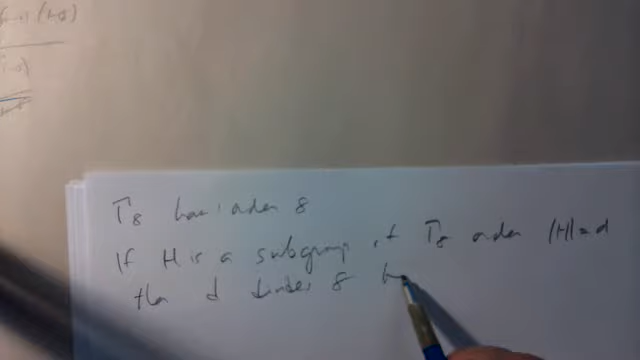 T8 has order 8
If H is a subgroup of T8 order |H|=d
then d divides 8